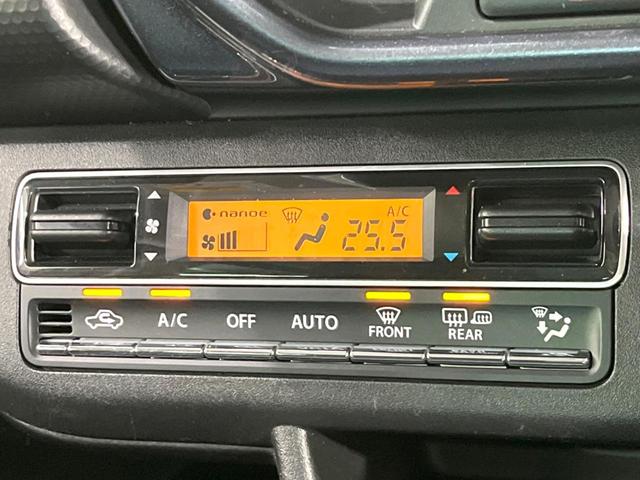 nanoe A/C
25.5
A/C OFF AUTO FRONT REAR